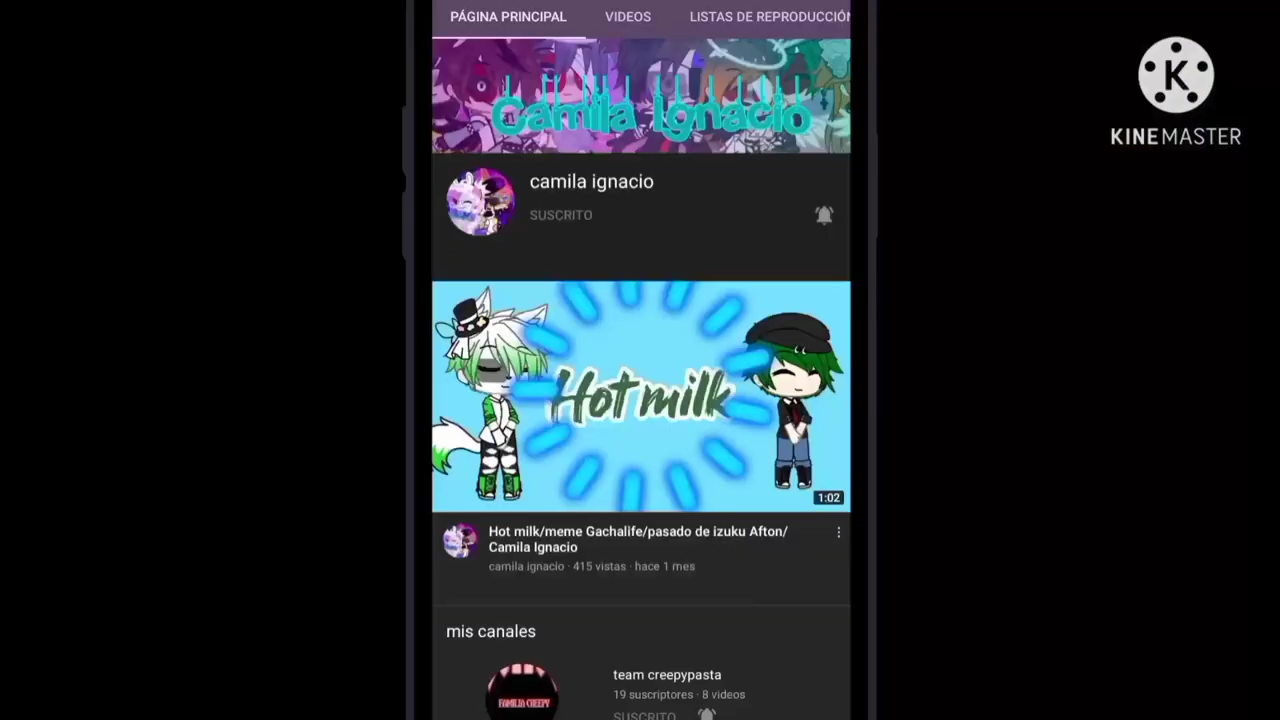 PÁGINA PRINCIPAL VIDEOS LISTAS DE REPRODUCCIÓN
Camila Ignacio
KINEMASTER
camila ignacio
SUSCRITO
Hot milk
1:02
Hot milk/meme Gachalife/pasado de izuku Afton/
Camila Ignacio
camila ignacio · 415 vistas · hace 1 mes
mis canales
team creepypasta
19 suscriptores · 8 videos
FAMILIA CREEPY
SUSCRITO